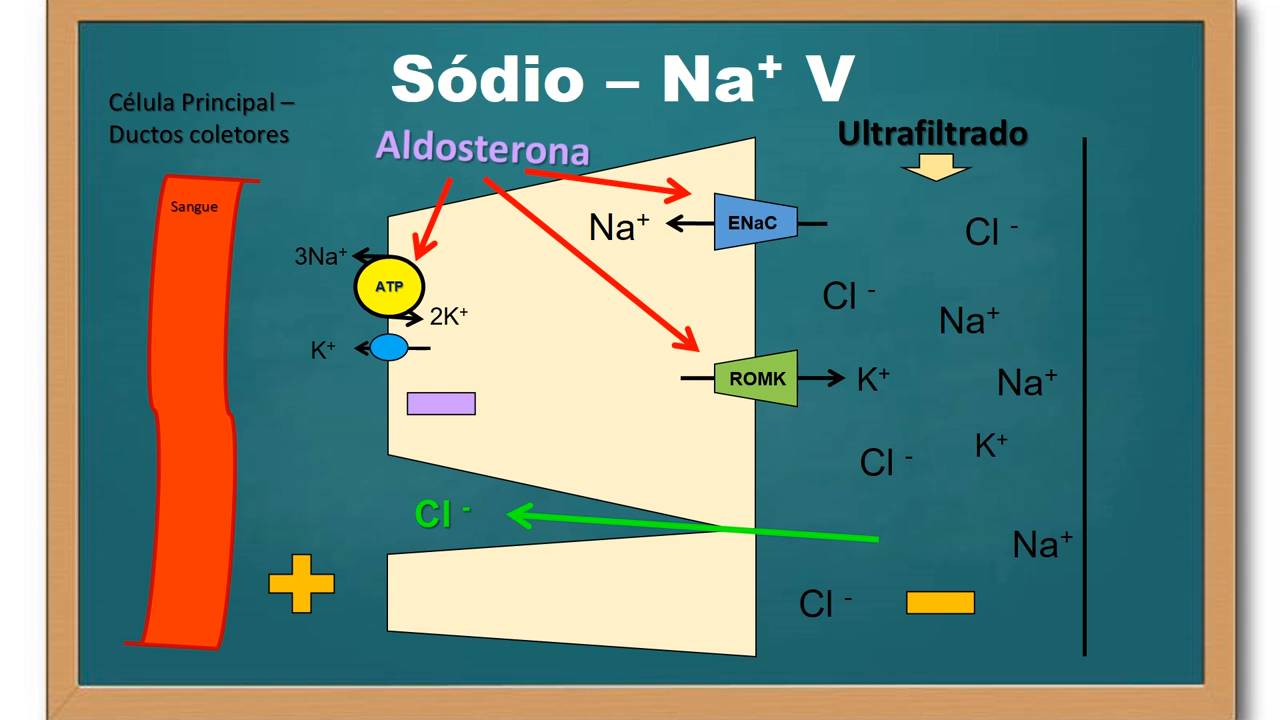 Sódio – Na⁺ V
Célula Principal –
Ductos coletores
Aldosterona
Ultrafiltrado
Sangue
Na⁺
ENaC
Cl ⁻
3Na⁺
ATP
2K⁺
Cl ⁻
Na⁺
K⁺
ROMK
K⁺
Na⁺
K⁺
Cl ⁻
Cl ⁻
Na⁺
Cl ⁻